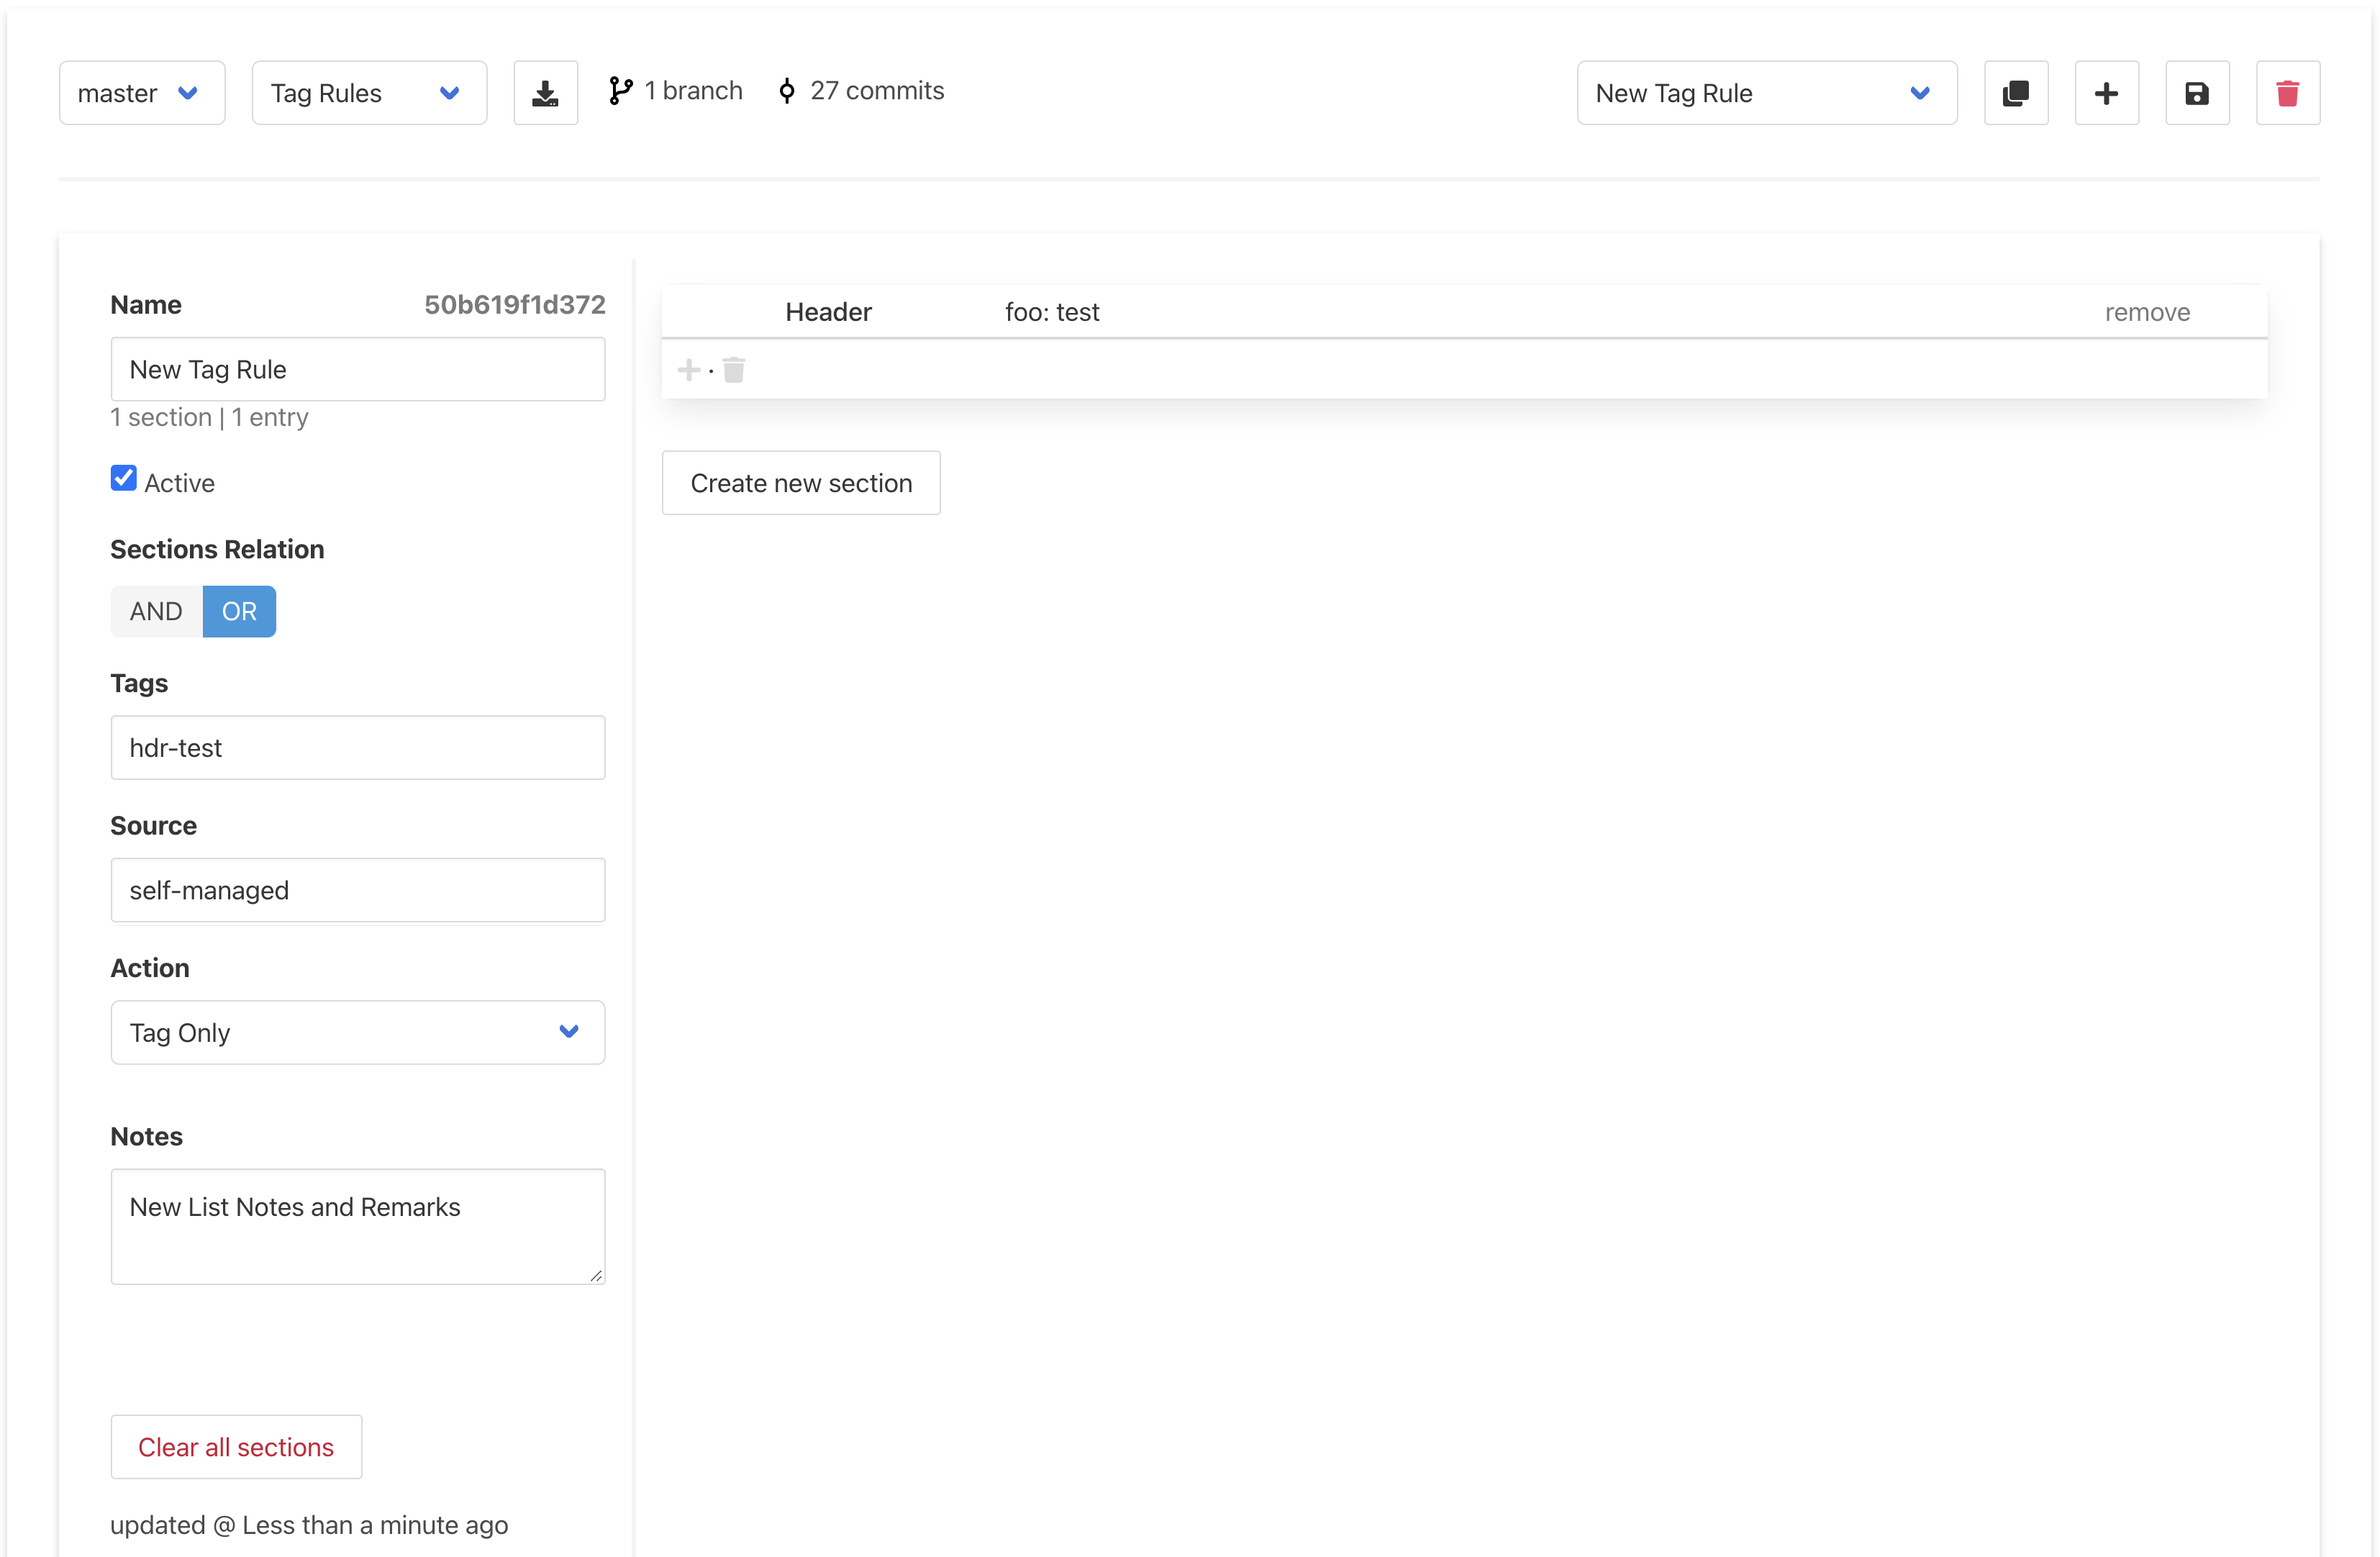 master
Tag Rules
1 branch
27 commits
New Tag Rule
Name
50b619f1d372
New Tag Rule
1 section | 1 entry
Active
Sections Relation
AND
OR
Tags
hdr-test
Source
self-managed
Action
Tag Only
Notes
New List Notes and Remarks
Clear all sections
updated @ Less than a minute ago
Header
foo: test
remove
Create new section